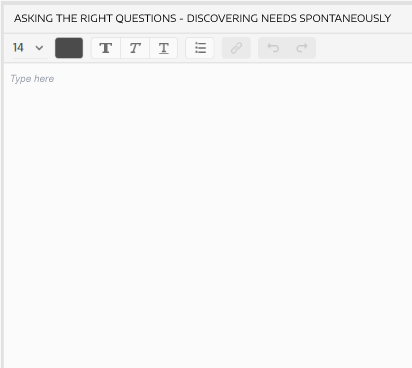 ASKING THE RIGHT QUESTIONS - DISCOVERING NEEDS SPONTANEOUSLY
14 T T T
Type here